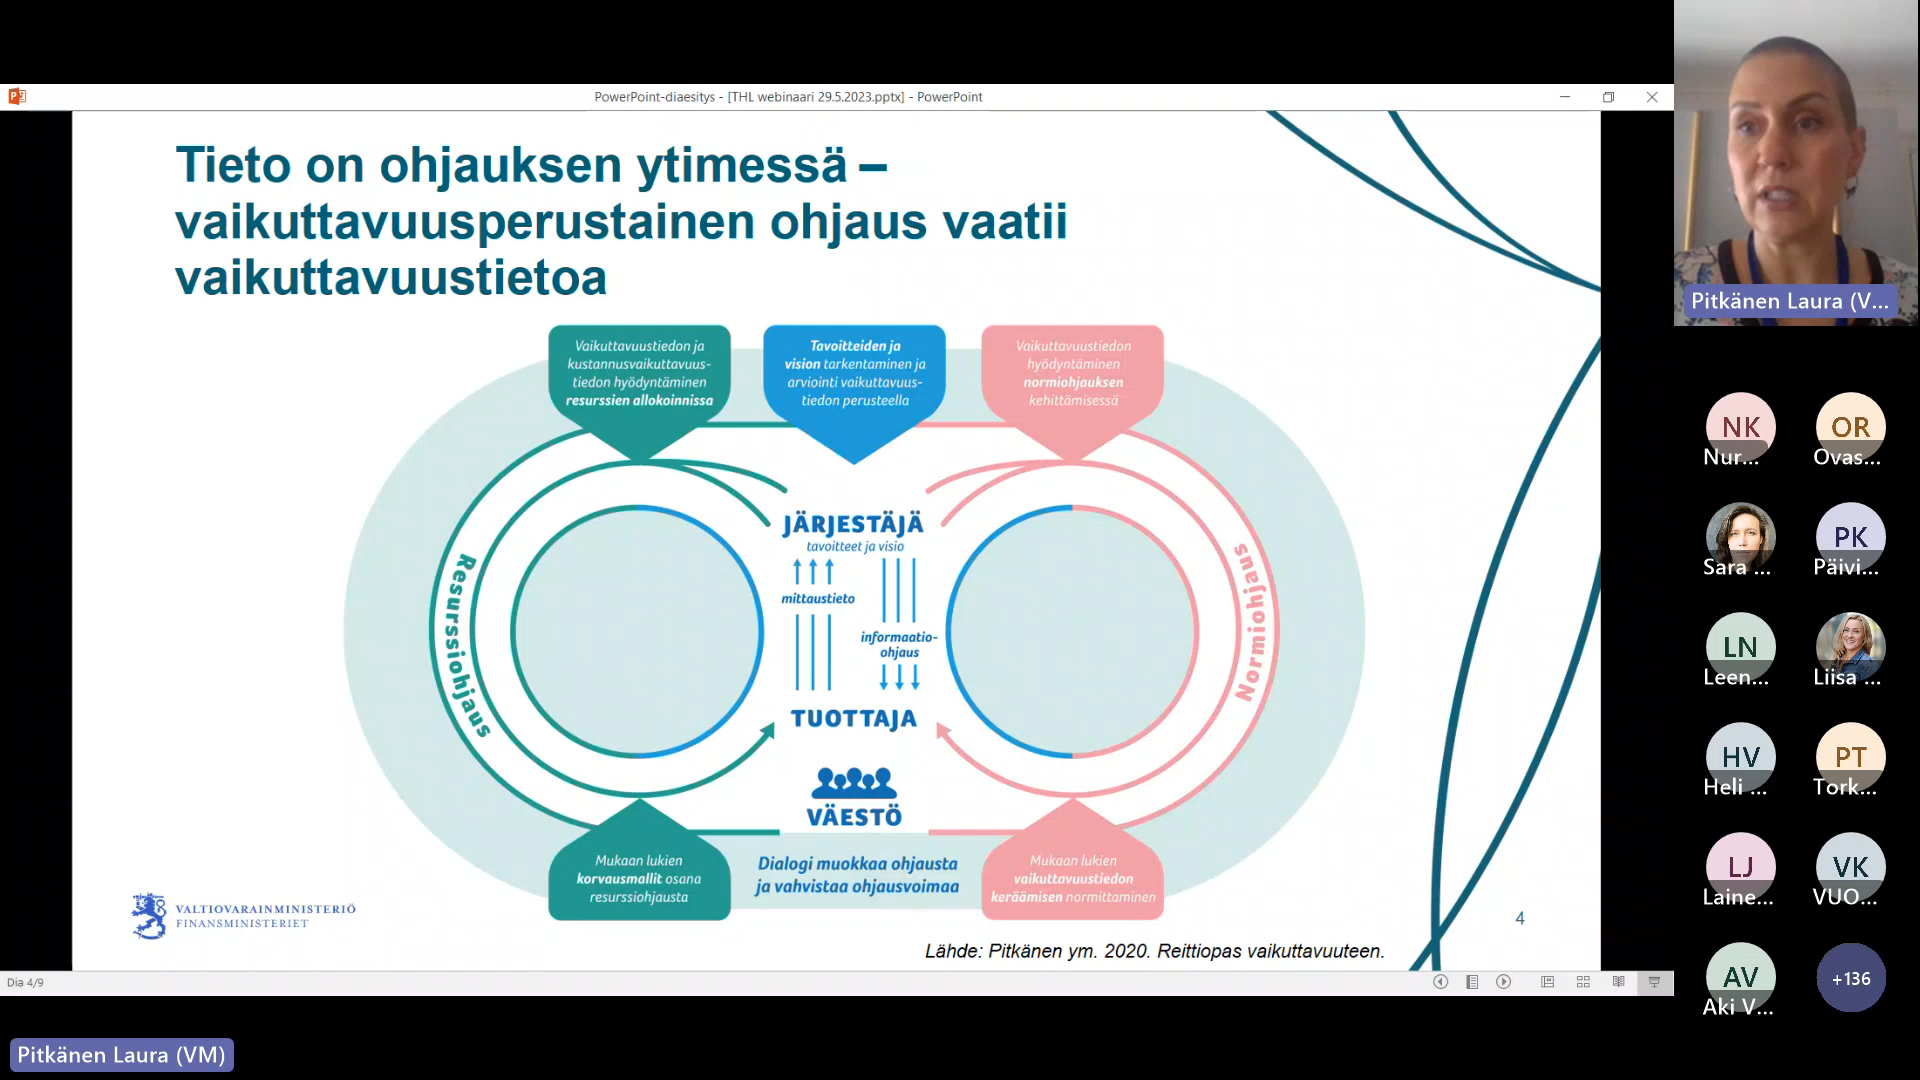 PowerPoint-diaesitys - [THL webinaari 29.5.2023.pptx] - PowerPoint
Tieto on ohjauksen ytimessä –
vaikuttavuusperustainen ohjaus vaatii
vaikuttavuustietoa
Vaikuttavuustiedon ja
kustannusvaikuttavuus-
tiedon hyödyntäminen
resurssien allokoinnissa
Tavoitteiden ja
vision tarkentaminen ja
arviointi vaikuttavuus-
tiedon perusteella
Vaikuttavuustiedon
hyödyntäminen
normiohjauksen
kehittämisessä
JÄRJESTÄJÄ
tavoitteet ja visio
mittaustieto
informaatio-
ohjaus
Resurssiohjaus
Normiohjaus
TUOTTAJA
VÄESTÖ
Dialogi muokkaa ohjausta
ja vahvistaa ohjausvoimaa
Mukaan lukien
korvausmallit osana
resurssiohjausta
Mukaan lukien
vaikuttavuustiedon
keräämisen normittaminen
VALTIOVARAINMINISTERIÖ
FINANSMINISTERIET
4
Lähde: Pitkänen ym. 2020. Reittiopas vaikuttavuuteen.
Dia 4/9
Pitkänen Laura (VM)
Pitkänen Laura (V...
NK
Nur...
OR
Ovas...
Sara ...
PK
Päivi...
LN
Leen...
Liisa ...
HV
Heli ...
PT
Tork...
LJ
Laine...
VK
VUO...
AV
Aki V...
+136